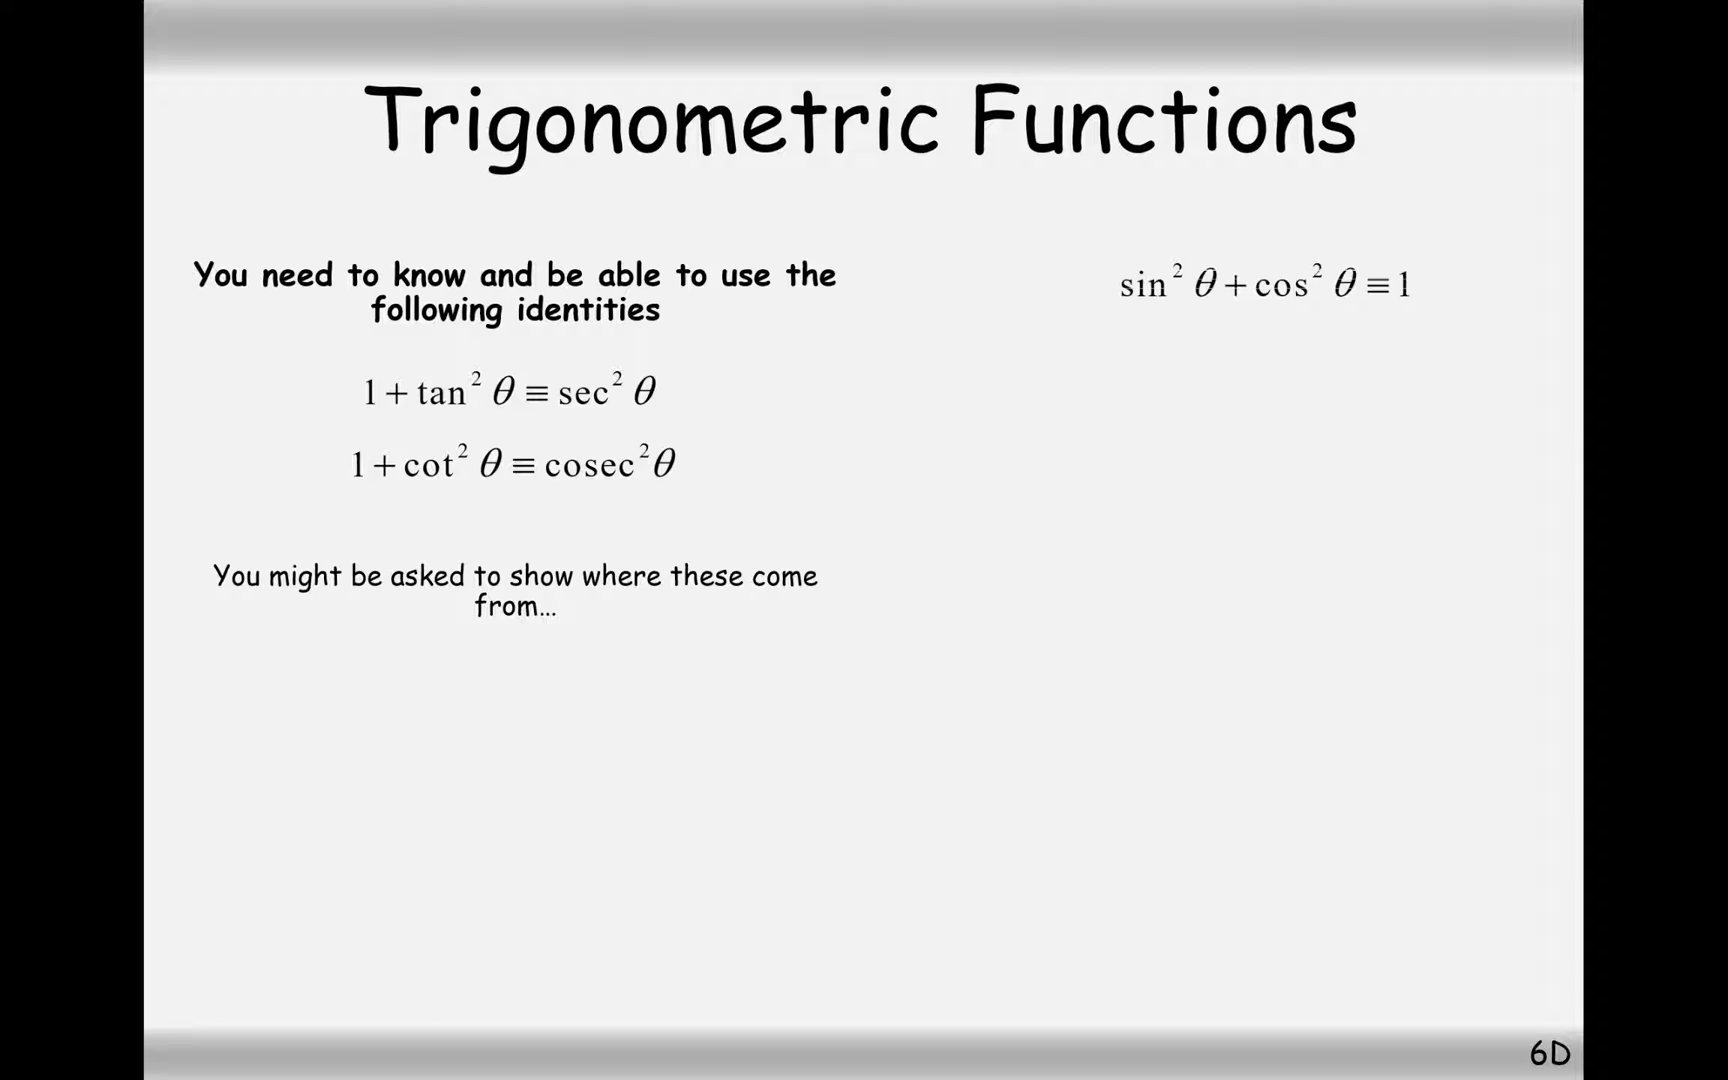 Trigonometric Functions
You need to know and be able to use the
following identities
1 + tan² θ ≡ sec² θ
1 + cot² θ ≡ cosec²θ
You might be asked to show where these come
from...
sin² θ + cos² θ ≡ 1
6D